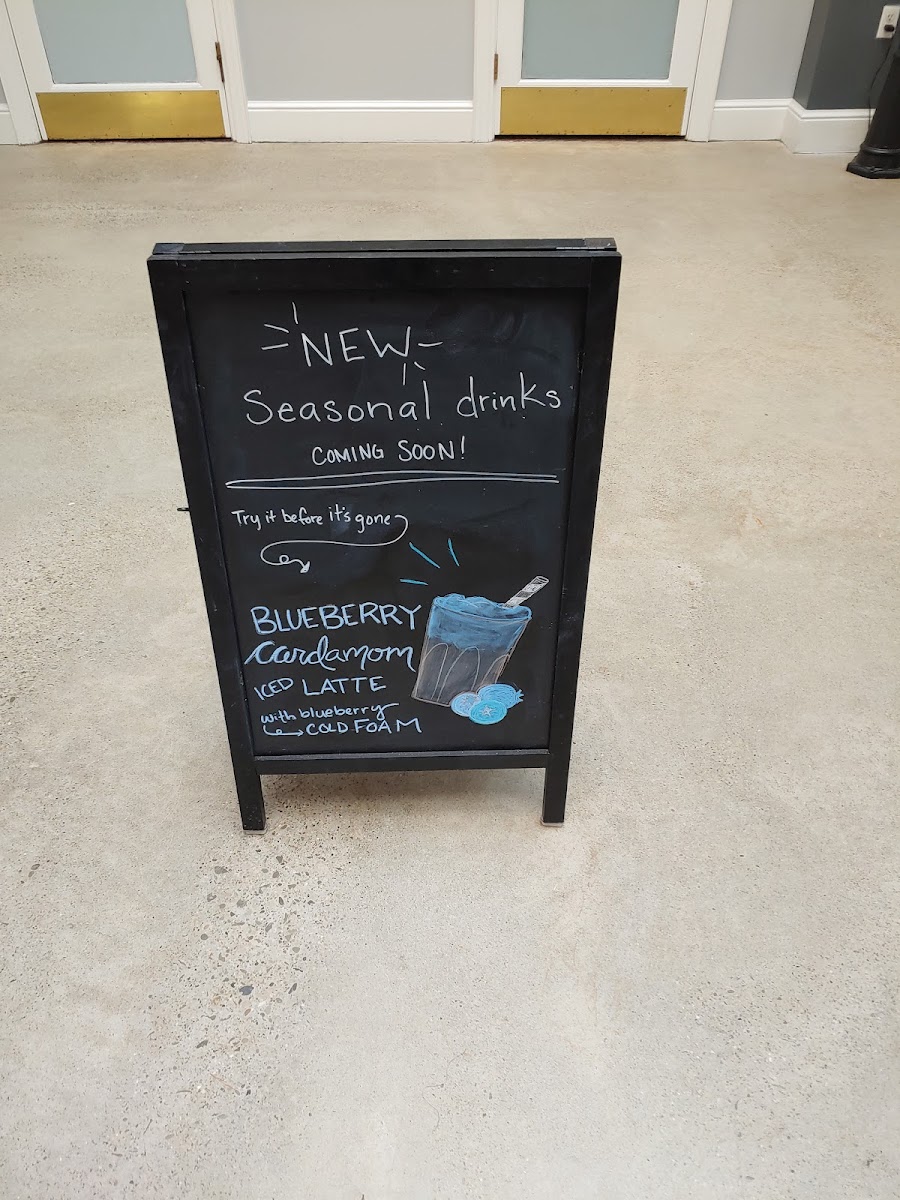 NEW
Seasonal drinks
COMING SOON!
Try it before it's gone
BLUEBERRY
Cardamom
ICED LATTE
with blueberry
COLD FOAM